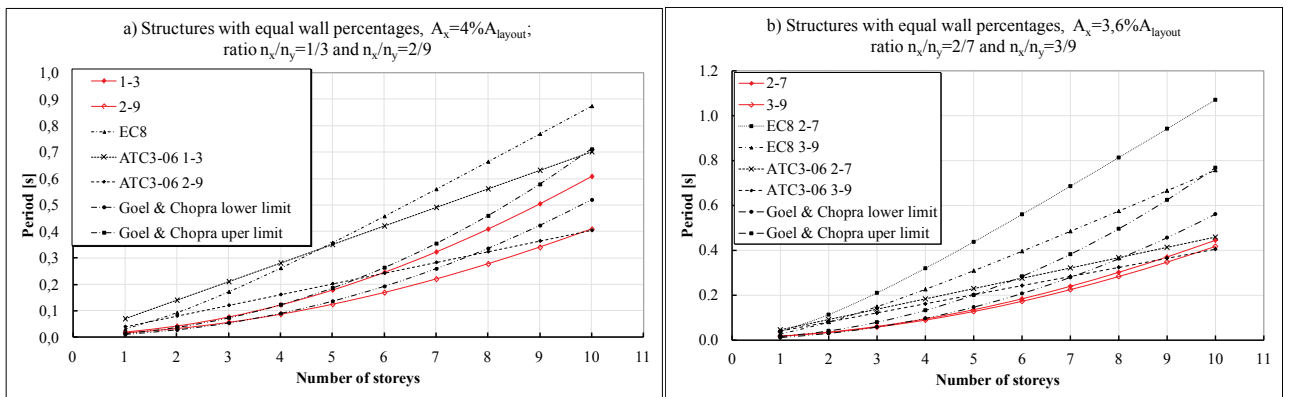 a) Structures with equal wall percentages, Ax=4%Alayout;
ratio nx/ny=1/3 and nx/ny=2/9
1,0
0,9
0,8
0,7
0,6
0,5
0,4
0,3
0,2
0,1
0,0
Period [s]
1-3
2-9
EC8
ATC3-06 1-3
ATC3-06 2-9
Goel & Chopra lower limit
Goel & Chopra uper limit
0 1 2 3 4 5 6 7 8 9 10 11
Number of storeys
b) Structures with equal wall percentages, Ax=3,6%Alayout
ratio nx/ny=2/7 and nx/ny=3/9
1.2
1.0
0.8
0.6
0.4
0.2
0.0
Period [s]
2-7
3-9
EC8 2-7
EC8 3-9
ATC3-06 2-7
ATC3-06 3-9
Goel & Chopra lower limit
Goel & Chopra uper limit
0 1 2 3 4 5 6 7 8 9 10 11
Number of storeys